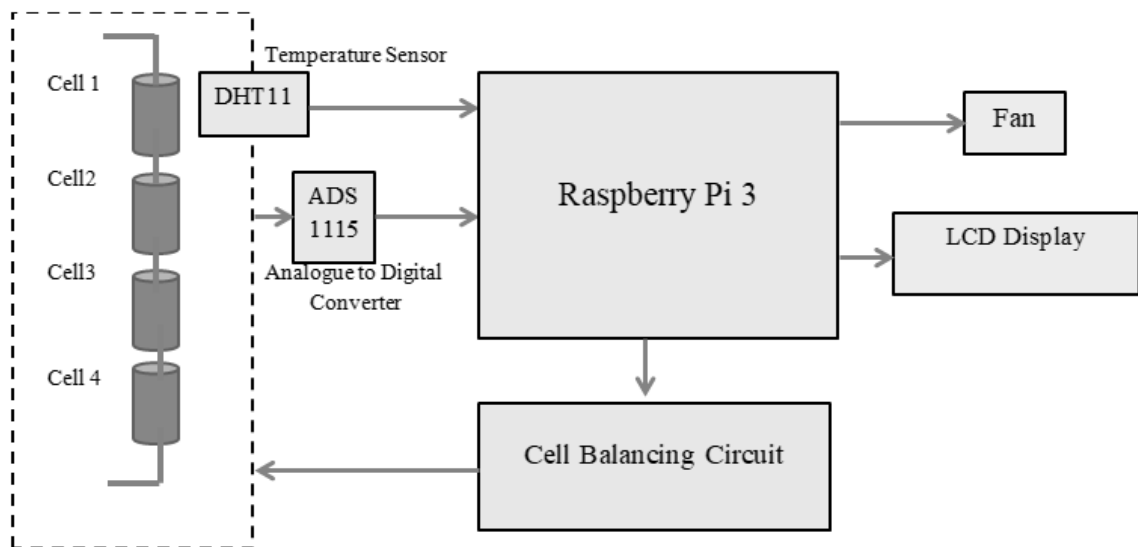 Cell 1
Cell2
Cell3
Cell 4
Temperature Sensor
DHT11
ADS
1115
Analogue to Digital
Converter
Raspberry Pi 3
Fan
LCD Display
Cell Balancing Circuit